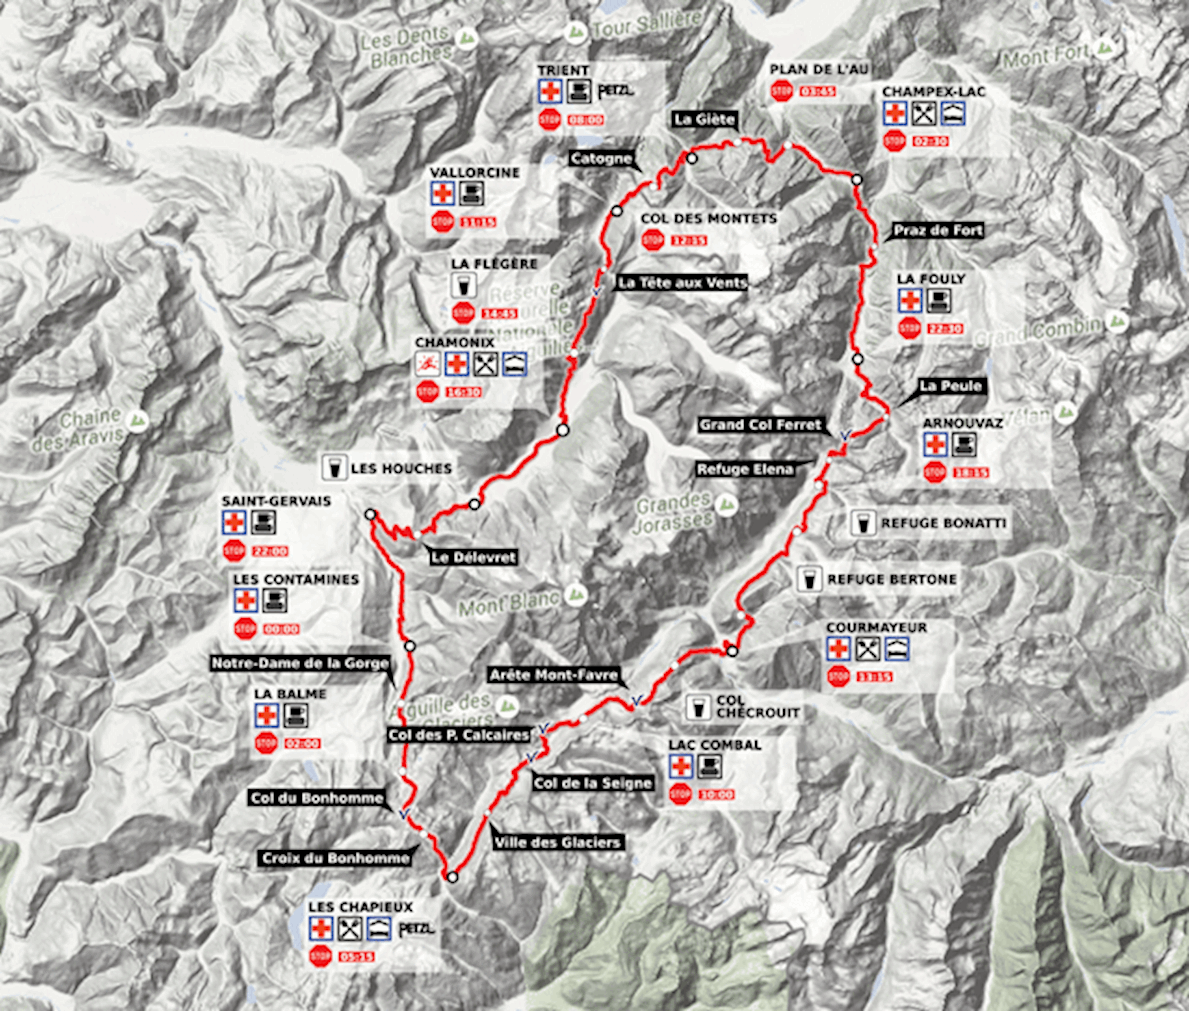 Les Dents
Blanches
Tour Sallière
Mont Fort
TRIENT
PETZL
STOP 08:00
PLAN DE L'AU
STOP 03:45
CHAMPEX-LAC
STOP 02:30
La Giète
Catogne
VALLORCINE
STOP 11:15
COL DES MONTETS
STOP 12:15
Praz de Fort
LA FLÉGÈRE
STOP 14:45
Réserve
La Tête aux Vents
LA FOULY
STOP 22:30
Grand Combin
CHAMONIX
STOP 16:30
La Peule
Chaîne
des Aravis
Grand Col Ferret
ARNOUVAZ
STOP 18:15
LES HOUCHES
Refuge Elena
SAINT-GERVAIS
STOP 22:00
Grandes
Jorasses
REFUGE BONATTI
Le Délevret
LES CONTAMINES
STOP 00:00
Mont Blanc
REFUGE BERTONE
COURMAYEUR
STOP 13:15
Notre-Dame de la Gorge
Arête Mont-Favre
LA BALME
STOP 02:00
guille des
Glaciers
COL
CHÉCROUIT
Col des P. Calcaires
LAC COMBAL
STOP 10:00
Col de la Seigne
Col du Bonhomme
Ville des Glaciers
Croix du Bonhomme
LES CHAPIEUX
PETZL
STOP 05:15